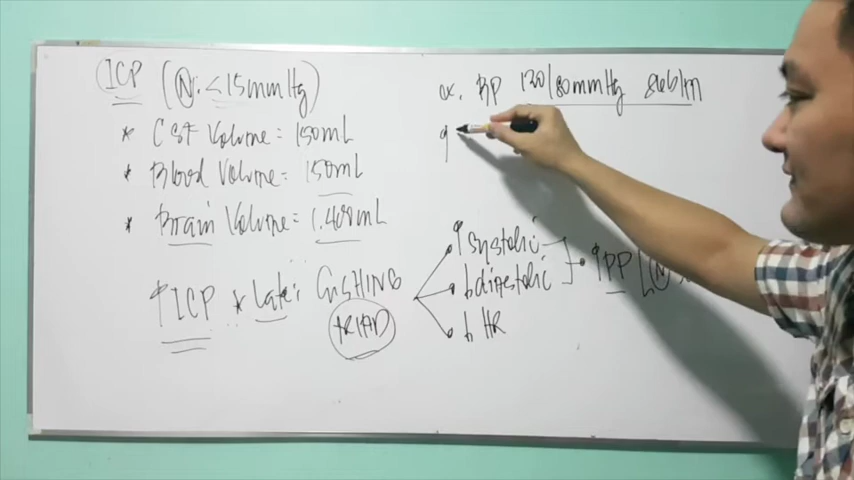 ICP (N: ≤15mmHg)
* CSF Volume = 150mL
* Blood Volume = 150mL
* Brain Volume = 1,400mL
↑ICP * Late: CUSHING TRIAD
↑ systolic
↓ diastolic
↓ HR
↑PP (N
ex. BP 120/80mmHg
↑